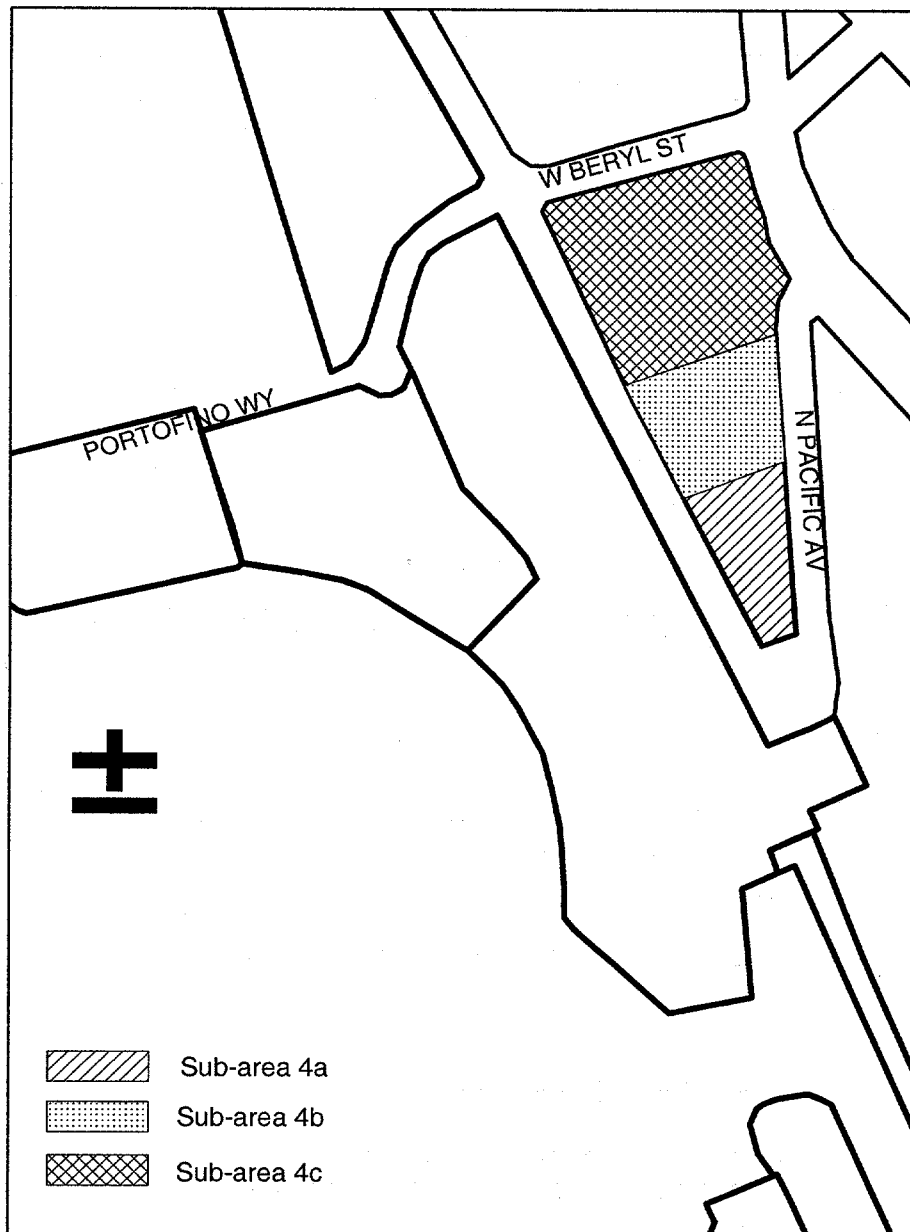 W BERYL ST
PORTOFINO WY
N PACIFIC AV
±
Sub-area 4a
Sub-area 4b
Sub-area 4c